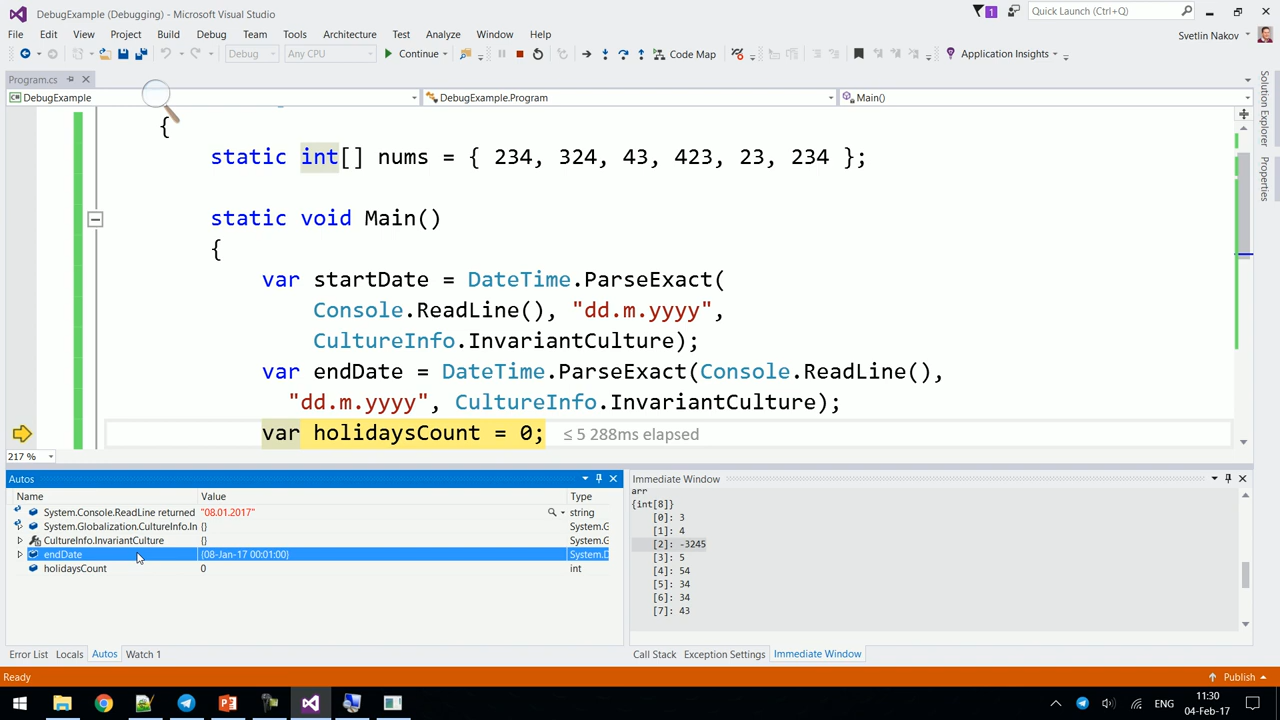 DebugExample (Debugging) - Microsoft Visual Studio
1
Quick Launch (Ctrl+Q)
File Edit View Project Build Debug Team Tools Architecture Test Analyze Window Help
Svetlin Nakov
Debug Any CPU Continue Code Map Application Insights
Program.cs
DebugExample DebugExample.Program Main()
{
static int[] nums = { 234, 324, 43, 423, 23, 234 };
static void Main()
{
var startDate = DateTime.ParseExact(
Console.ReadLine(), "dd.m.yyyy",
CultureInfo.InvariantCulture);
var endDate = DateTime.ParseExact(Console.ReadLine(),
"dd.m.yyyy", CultureInfo.InvariantCulture);
var holidaysCount = 0; ≤ 5 288ms elapsed
217 %
Solution Explorer
Properties
Autos
Name Value Type
System.Console.ReadLine returned "08.01.2017" string
System.Globalization.CultureInfo.In {} System.G
CultureInfo.InvariantCulture {} System.G
endDate {08-Jan-17 00:01:00} System.D
holidaysCount 0 int
Error List Locals Autos Watch 1
Immediate Window
arr
{int[8]}
[0]: 3
[1]: 4
[2]: -3245
[3]: 5
[4]: 54
[5]: 34
[6]: 34
[7]: 43
Call Stack Exception Settings Immediate Window
Ready Publish
ENG
11:30
04-Feb-17